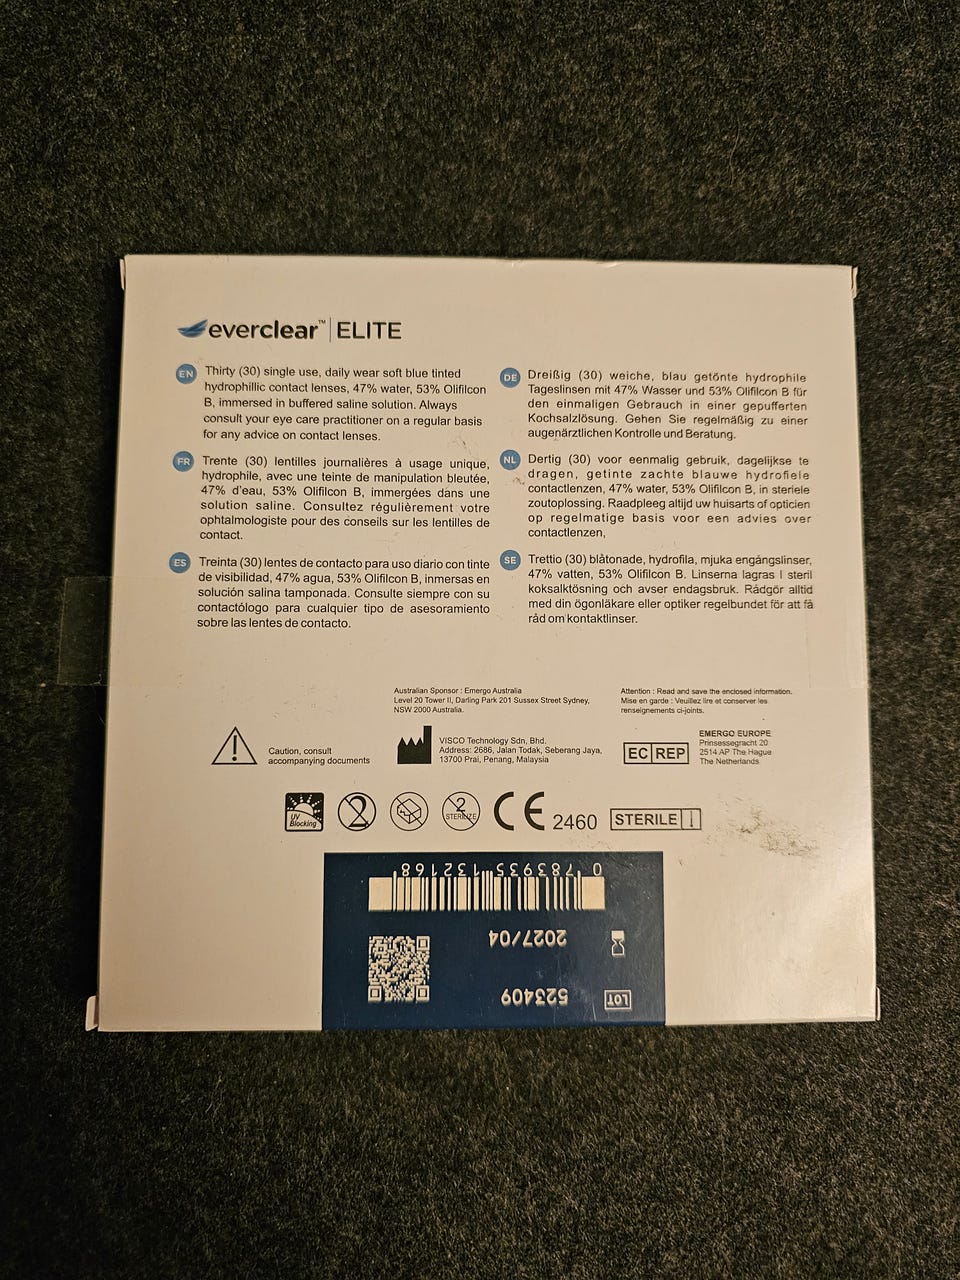 everclear™ | ELITE
EN
Thirty (30) single use, daily wear soft blue tinted
hydrophillic contact lenses, 47% water, 53% Olifilcon
B, immersed in buffered saline solution. Always
consult your eye care practitioner on a regular basis
for any advice on contact lenses.
FR
Trente (30) lentilles journalières à usage unique,
hydrophile, avec une teinte de manipulation bleutée,
47% d'eau, 53% Olifilcon B, immergées dans une
solution saline. Consultez régulièrement votre
ophtalmologiste pour des conseils sur les lentilles de
contact.
ES
Treinta (30) lentes de contacto para uso diario con tinte
de visibilidad, 47% agua, 53% Olifilcon B, inmersas en
solución salina tamponada. Consulte siempre con su
contactólogo para cualquier tipo de asesoramiento
sobre las lentes de contacto.
DE
Dreißig (30) weiche, blau getönte hydrophile
Tageslinsen mit 47% Wasser und 53% Olifilcon B für
den einmaligen Gebrauch in einer gepufferten
Kochsalzlösung. Gehen Sie regelmäßig zu einer
augenärztlichen Kontrolle und Beratung.
NL
Dertig (30) voor eenmalig gebruik, dagelijkse te
dragen, getinte zachte blauwe hydrofiele
contactlenzen, 47% water, 53% Olifilcon B, in steriele
zoutoplossing. Raadpleeg altijd uw huisarts of opticien
op regelmatige basis voor een advies over
contactlenzen,
SE
Trettio (30) blåtonade, hydrofila, mjuka engångslinser,
47% vatten, 53% Olifilcon B. Linserna lagras I steril
koksaltlösning och avser endagsbruk. Rådgör alltid
med din ögonläkare eller optiker regelbundet för att få
råd om kontaktlinser.
Australian Sponsor : Emergo Australia
Level 20 Tower II, Darling Park 201 Sussex Street Sydney,
NSW 2000 Australia.
Attention : Read and save the enclosed information.
Mise en garde : Veuillez lire et conserver les
renseignements ci-joints.
Caution, consult
accompanying documents
VISCO Technology Sdn, Bhd.
Address: 2686, Jalan Todak, Seberang Jaya,
13700 Prai, Penang, Malaysia
EC REP
EMERGO EUROPE
Prinsessegracht 20
2514 AP The Hague
The Netherlands
UV
Blocking
2
2
STERILIZE
CE 2460
STERILE
0 783935 132168
2027/04
LOT 523409